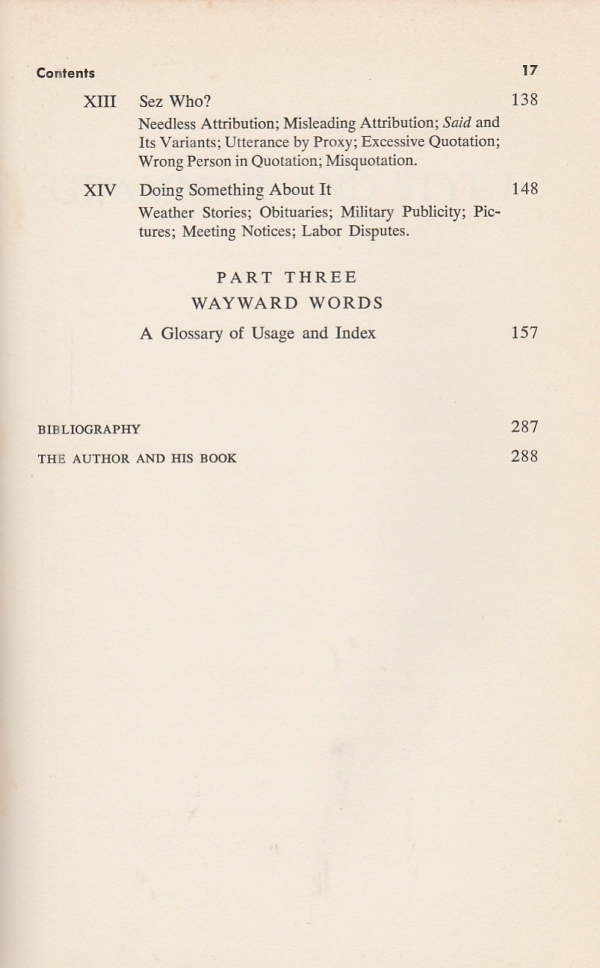 Contents 17
XIII Sez Who? 138
Needless Attribution; Misleading Attribution; Said and
Its Variants; Utterance by Proxy; Excessive Quotation;
Wrong Person in Quotation; Misquotation.
XIV Doing Something About It 148
Weather Stories; Obituaries; Military Publicity; Pic-
tures; Meeting Notices; Labor Disputes.
PART THREE
WAYWARD WORDS
A Glossary of Usage and Index 157
BIBLIOGRAPHY 287
THE AUTHOR AND HIS BOOK 288